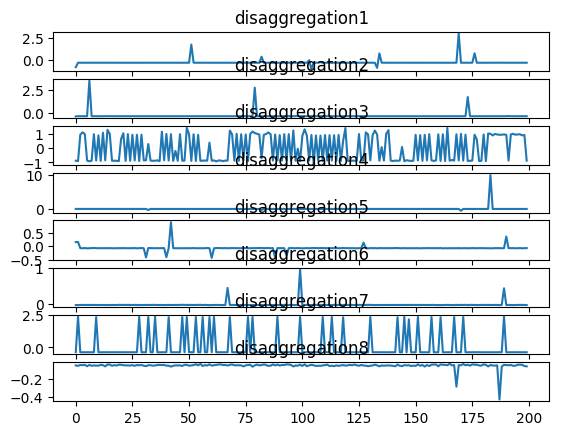 disaggregation1
2.5
0.0
disaggregation2
2.5
0.0
disaggregation3
1
0
−1
disaggregation4
10
0
disaggregation5
0.5
0.0
−0.5
disaggregation6
1
0
disaggregation7
2.5
0.0
disaggregation8
−0.2
−0.4
0 25 50 75 100 125 150 175 200